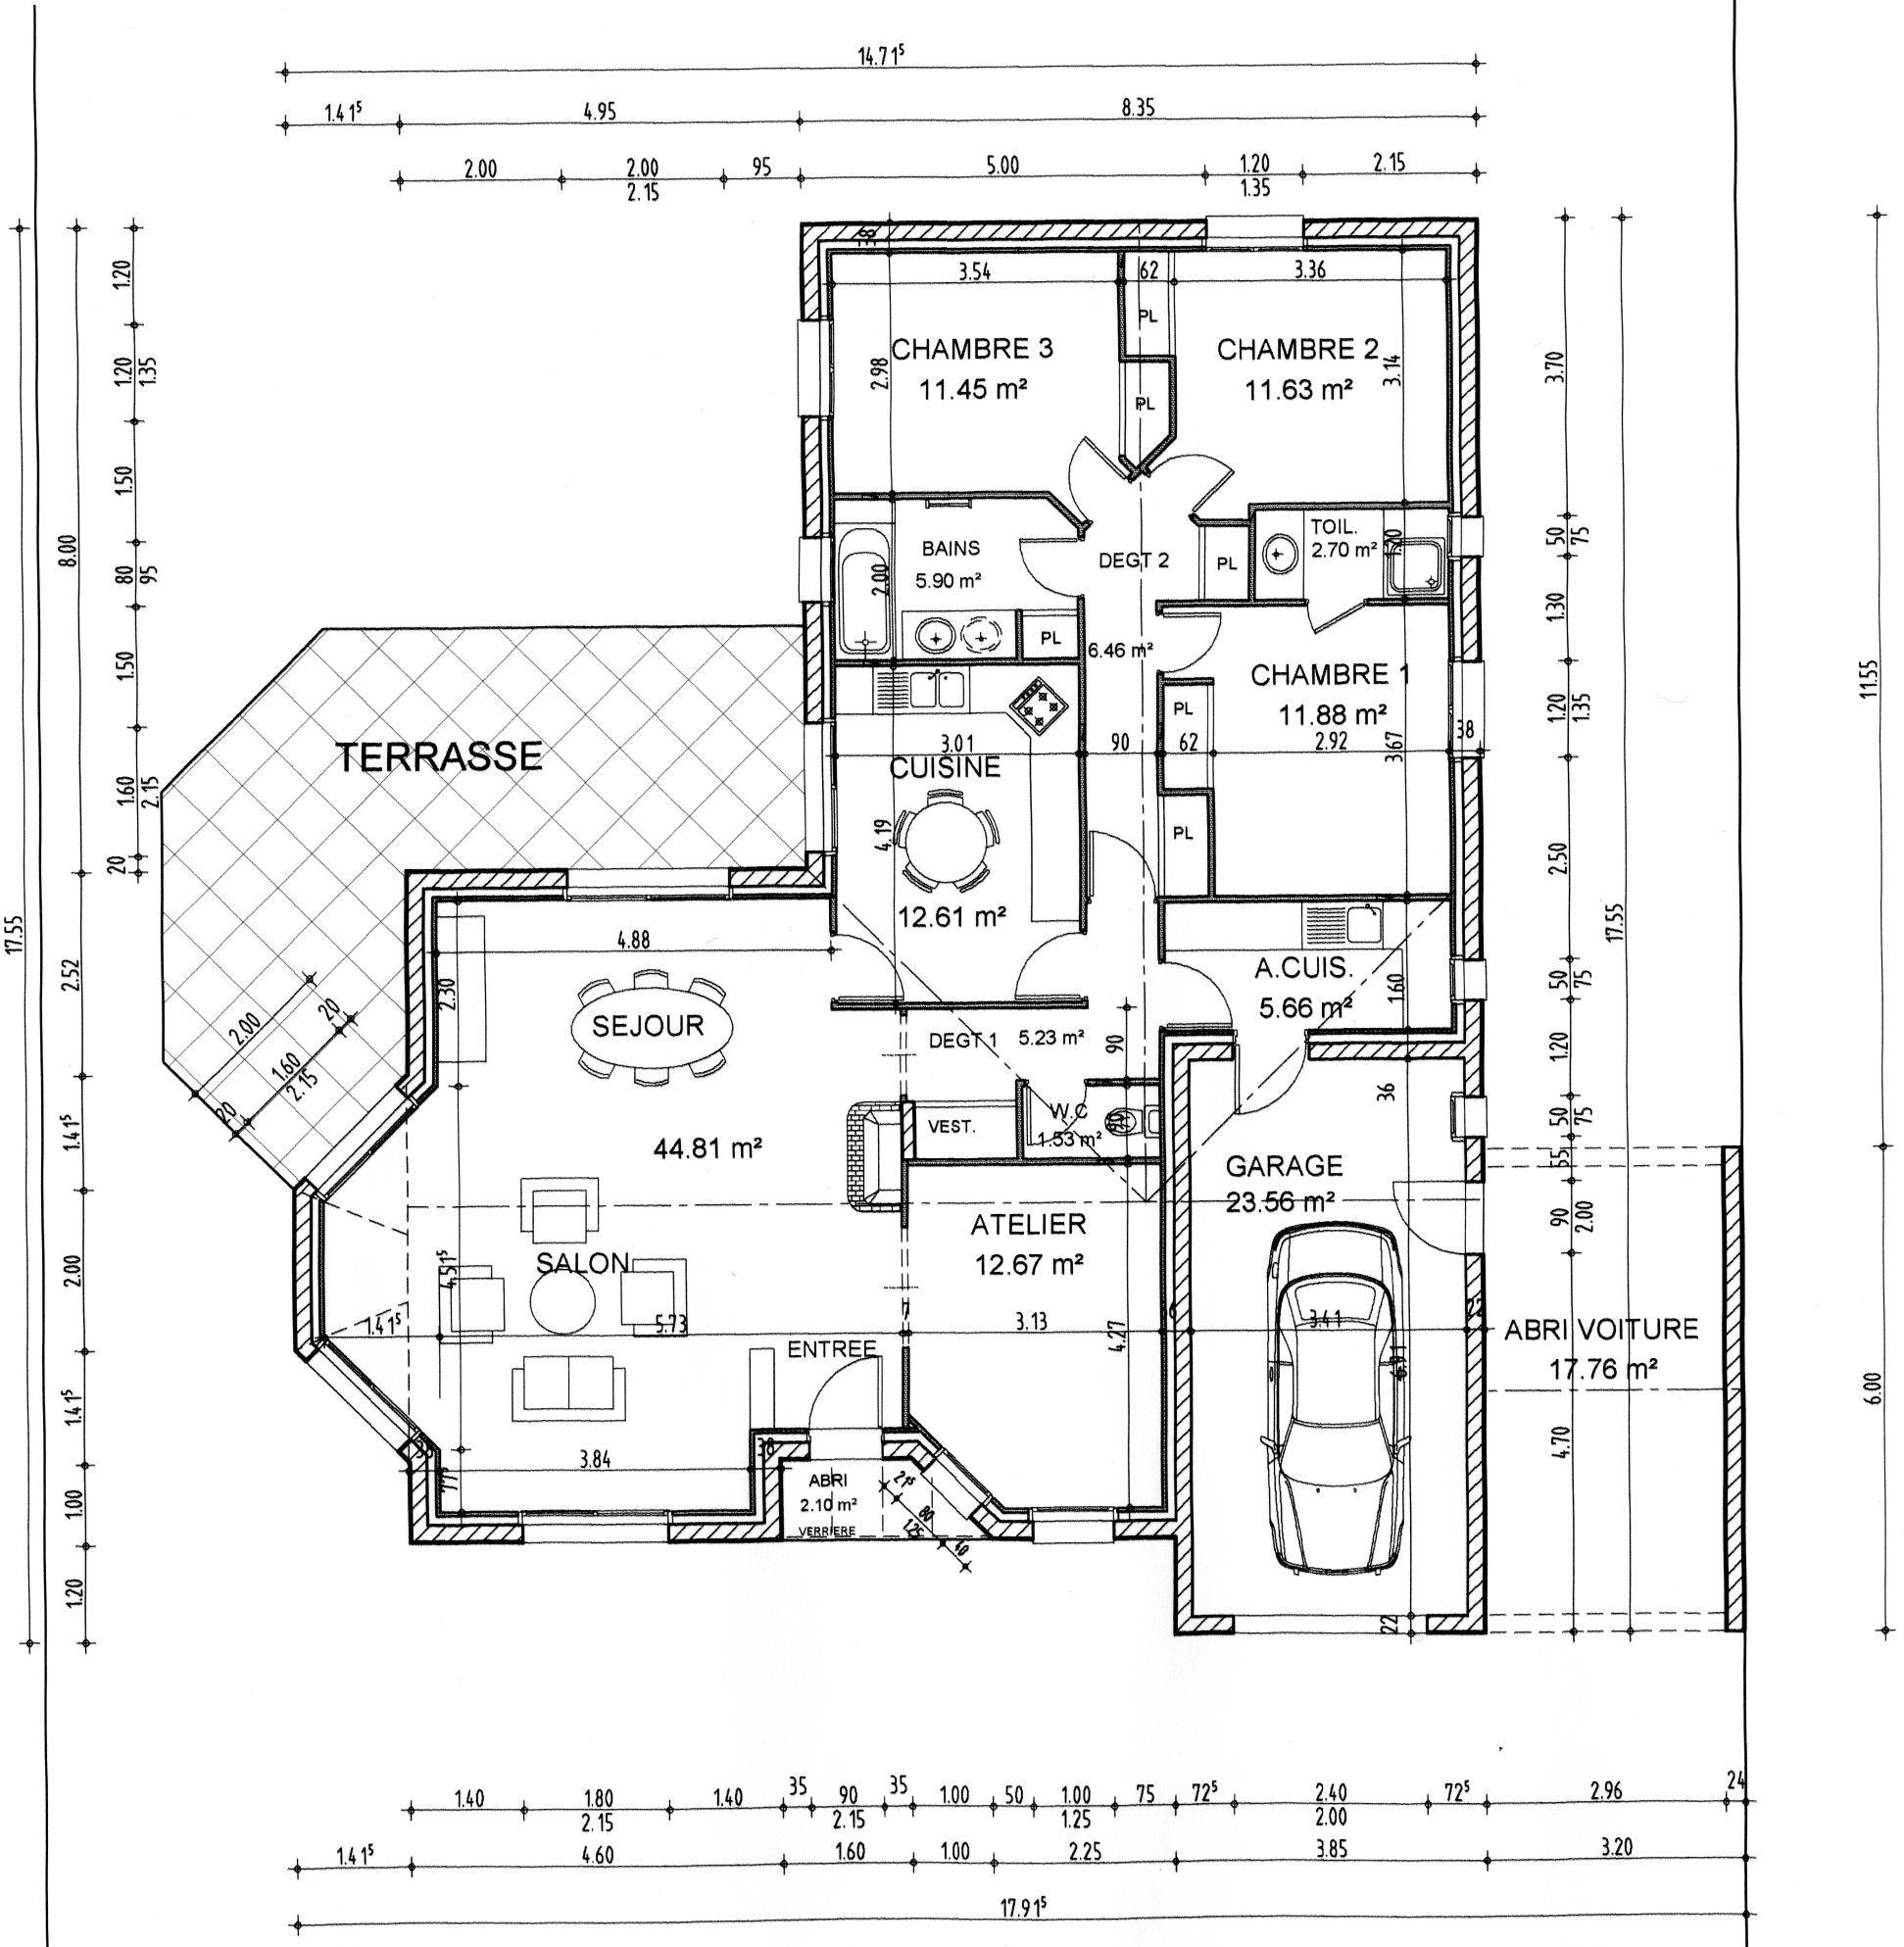 14.71⁵
1.41⁵ 4.95 8.35
2.00 2.00 95 5.00 1.20 2.15
2.15 1.35
38
3.54 62 3.36
PL
CHAMBRE 3
11.45 m²
2.98
CHAMBRE 2
11.63 m²
3.14
PL
BAINS
5.90 m²
2.00
PL
DEGT 2
6.46 m²
PL
TOIL.
2.70 m²
CHAMBRE 1
11.88 m²
3.01 90 62 2.92 38
3.67
PL
PL
TERRASSE
CUISINE
4.19
12.61 m²
4.88
2.30
SEJOUR
A.CUIS.
5.66 m²
1.60
DEGT 1 5.23 m²
90
2.00
20
1.60
2.15
20
VEST.
W.C
1.53 m²
36
44.81 m²
GARAGE
23.56 m²
ATELIER
12.67 m²
SALON
4.51⁵
1.41⁵ 5.73 7 3.13 3.41 22
4.27
ENTREE
ABRI VOITURE
17.76 m²
3.84 38
77⁵
ABRI
2.10 m²
VERRIERE
21⁵
80
1.25
40
22
17.55
8.00
2.52
1.41⁵
2.00
1.41⁵
1.00
1.20
1.20
1.20
1.35
1.50
80
95
1.50
1.60
2.15
20
3.70
50
75
1.30
1.20
1.35
2.50
50
75
1.20
50
75
55
90
2.00
4.70
17.55
11.55
6.00
1.40 1.80 1.40 35 90 35 1.00 50 1.00 75 72⁵ 2.40 72⁵ 2.96 24
2.15 2.15 1.25 2.00
1.41⁵ 4.60 1.60 1.00 2.25 3.85 3.20
17.91⁵